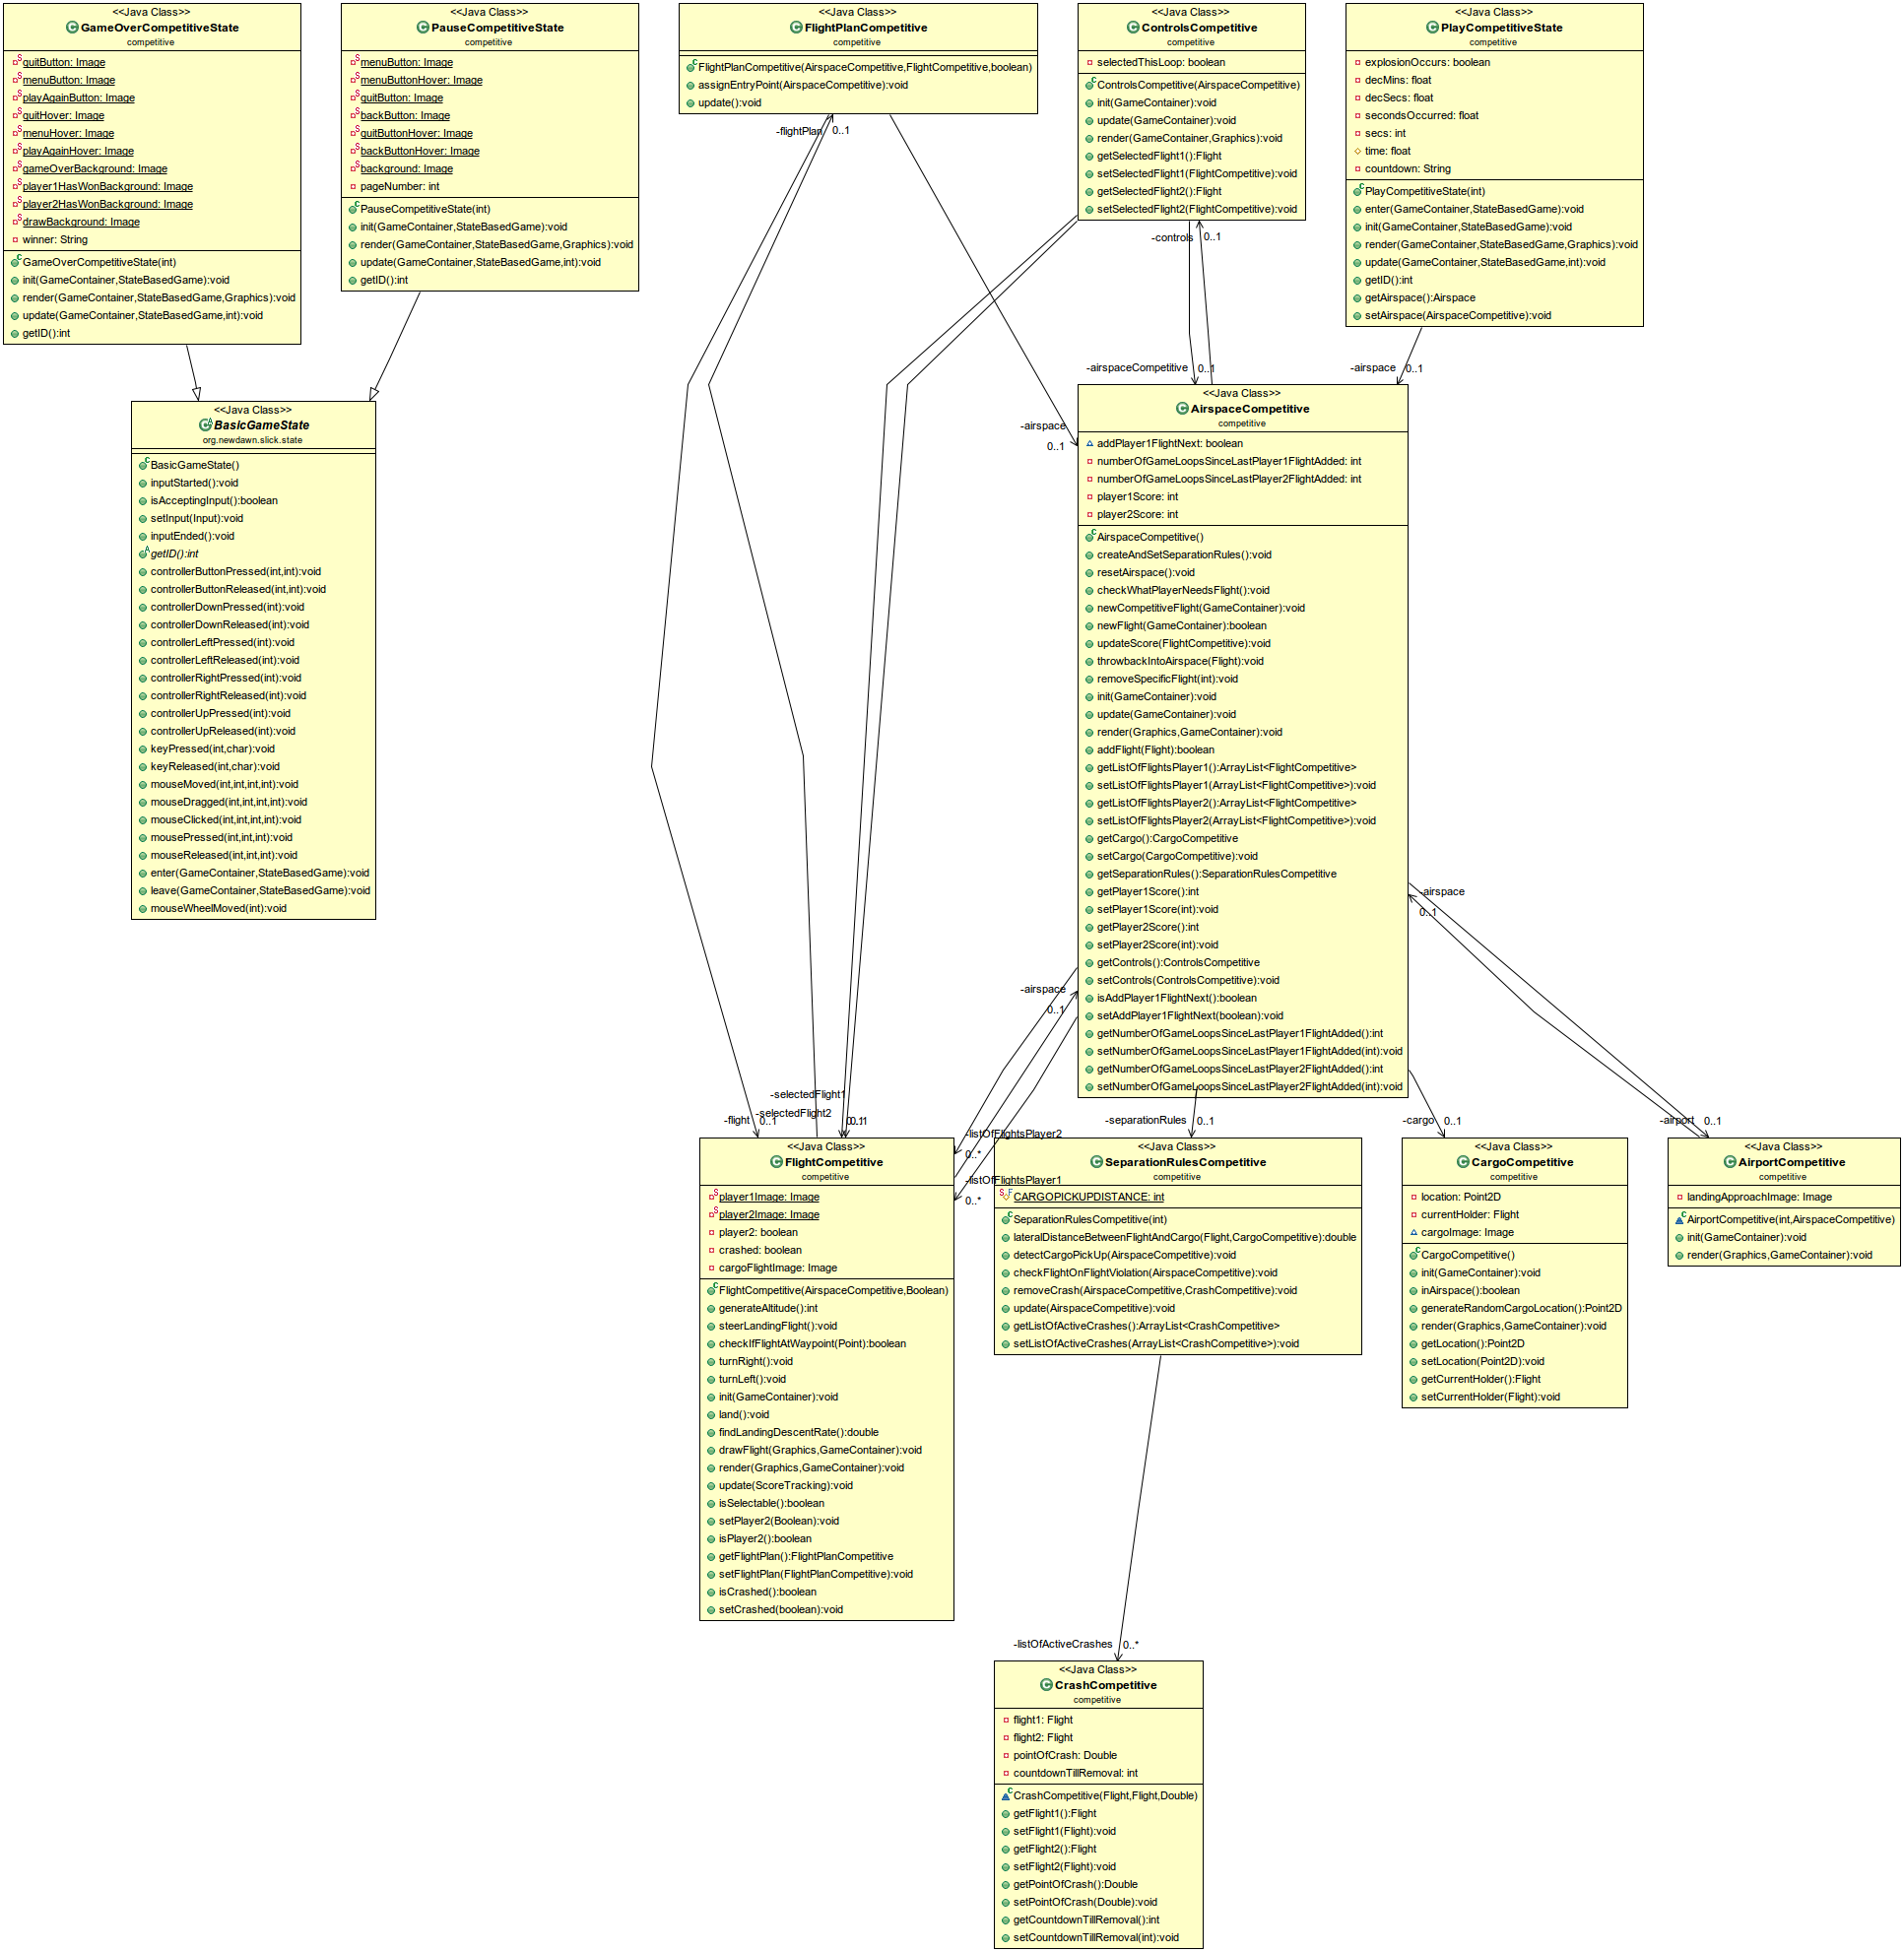 <<Java Class>>
GameOverCompetitiveState
competitive
quitButton: Image
menuButton: Image
playAgainButton: Image
quitHover: Image
menuHover: Image
playAgainHover: Image
gameOverBackground: Image
player1HasWonBackground: Image
player2HasWonBackground: Image
drawBackground: Image
winner: String
GameOverCompetitiveState(int)
init(GameContainer,StateBasedGame):void
render(GameContainer,StateBasedGame,Graphics):void
update(GameContainer,StateBasedGame,int):void
getID():int
<<Java Class>>
PauseCompetitiveState
competitive
menuButton: Image
menuButtonHover: Image
quitButton: Image
backButton: Image
quitButtonHover: Image
backButtonHover: Image
background: Image
pageNumber: int
PauseCompetitiveState(int)
init(GameContainer,StateBasedGame):void
render(GameContainer,StateBasedGame,Graphics):void
update(GameContainer,StateBasedGame,int):void
getID():int
<<Java Class>>
FlightPlanCompetitive
competitive
FlightPlanCompetitive(AirspaceCompetitive,FlightCompetitive,boolean)
assignEntryPoint(AirspaceCompetitive):void
update():void
-flightPlan 0..1
<<Java Class>>
ControlsCompetitive
competitive
selectedThisLoop: boolean
ControlsCompetitive(AirspaceCompetitive)
init(GameContainer):void
update(GameContainer):void
render(GameContainer,Graphics):void
getSelectedFlight1():Flight
setSelectedFlight1(FlightCompetitive):void
getSelectedFlight2():Flight
setSelectedFlight2(FlightCompetitive):void
-controls 0..1
<<Java Class>>
PlayCompetitiveState
competitive
explosionOccurs: boolean
decMins: float
decSecs: float
secondsOccurred: float
secs: int
time: float
countdown: String
PlayCompetitiveState(int)
enter(GameContainer,StateBasedGame):void
init(GameContainer,StateBasedGame):void
render(GameContainer,StateBasedGame,Graphics):void
update(GameContainer,StateBasedGame,int):void
getID():int
getAirspace():Airspace
setAirspace(AirspaceCompetitive):void
-airspaceCompetitive 0..1
-airspace 0..1
<<Java Class>>
BasicGameState
org.newdawn.slick.state
BasicGameState()
inputStarted():void
isAcceptingInput():boolean
setInput(Input):void
inputEnded():void
getID():int
controllerButtonPressed(int,int):void
controllerButtonReleased(int,int):void
controllerDownPressed(int):void
controllerDownReleased(int):void
controllerLeftPressed(int):void
controllerLeftReleased(int):void
controllerRightPressed(int):void
controllerRightReleased(int):void
controllerUpPressed(int):void
controllerUpReleased(int):void
keyPressed(int,char):void
keyReleased(int,char):void
mouseMoved(int,int,int,int):void
mouseDragged(int,int,int,int):void
mouseClicked(int,int,int,int):void
mousePressed(int,int,int):void
mouseReleased(int,int,int):void
enter(GameContainer,StateBasedGame):void
leave(GameContainer,StateBasedGame):void
mouseWheelMoved(int):void
-airspace
0..1
<<Java Class>>
AirspaceCompetitive
competitive
addPlayer1FlightNext: boolean
numberOfGameLoopsSinceLastPlayer1FlightAdded: int
numberOfGameLoopsSinceLastPlayer2FlightAdded: int
player1Score: int
player2Score: int
AirspaceCompetitive()
createAndSetSeparationRules():void
resetAirspace():void
checkWhatPlayerNeedsFlight():void
newCompetitiveFlight(GameContainer):void
newFlight(GameContainer):boolean
updateScore(FlightCompetitive):void
throwbackIntoAirspace(Flight):void
removeSpecificFlight(int):void
init(GameContainer):void
update(GameContainer):void
render(Graphics,GameContainer):void
addFlight(Flight):boolean
getListOfFlightsPlayer1():ArrayList<FlightCompetitive>
setListOfFlightsPlayer1(ArrayList<FlightCompetitive>):void
getListOfFlightsPlayer2():ArrayList<FlightCompetitive>
setListOfFlightsPlayer2(ArrayList<FlightCompetitive>):void
getCargo():CargoCompetitive
setCargo(CargoCompetitive):void
getSeparationRules():SeparationRulesCompetitive
getPlayer1Score():int
setPlayer1Score(int):void
getPlayer2Score():int
setPlayer2Score(int):void
getControls():ControlsCompetitive
setControls(ControlsCompetitive):void
isAddPlayer1FlightNext():boolean
setAddPlayer1FlightNext(boolean):void
getNumberOfGameLoopsSinceLastPlayer1FlightAdded():int
setNumberOfGameLoopsSinceLastPlayer1FlightAdded(int):void
getNumberOfGameLoopsSinceLastPlayer2FlightAdded():int
setNumberOfGameLoopsSinceLastPlayer2FlightAdded(int):void
-airspace
0..1
-airspace
0..1
-selectedFlight1
-selectedFlight2
-flight 0..1
0..1
0..1
-listOfFlightsPlayer2
0..*
-listOfFlightsPlayer1
0..*
-separationRules 0..1
-cargo 0..1
-airport 0..1
<<Java Class>>
FlightCompetitive
competitive
player1Image: Image
player2Image: Image
player2: boolean
crashed: boolean
cargoFlightImage: Image
FlightCompetitive(AirspaceCompetitive,Boolean)
generateAltitude():int
steerLandingFlight():void
checkIfFlightAtWaypoint(Point):boolean
turnRight():void
turnLeft():void
init(GameContainer):void
land():void
findLandingDescentRate():double
drawFlight(Graphics,GameContainer):void
render(Graphics,GameContainer):void
update(ScoreTracking):void
isSelectable():boolean
setPlayer2(Boolean):void
isPlayer2():boolean
getFlightPlan():FlightPlanCompetitive
setFlightPlan(FlightPlanCompetitive):void
isCrashed():boolean
setCrashed(boolean):void
<<Java Class>>
SeparationRulesCompetitive
competitive
CARGOPICKUPDISTANCE: int
SeparationRulesCompetitive(int)
lateralDistanceBetweenFlightAndCargo(Flight,CargoCompetitive):double
detectCargoPickUp(AirspaceCompetitive):void
checkFlightOnFlightViolation(AirspaceCompetitive):void
removeCrash(AirspaceCompetitive,CrashCompetitive):void
update(AirspaceCompetitive):void
getListOfActiveCrashes():ArrayList<CrashCompetitive>
setListOfActiveCrashes(ArrayList<CrashCompetitive>):void
<<Java Class>>
CargoCompetitive
competitive
location: Point2D
currentHolder: Flight
cargoImage: Image
CargoCompetitive()
init(GameContainer):void
inAirspace():boolean
generateRandomCargoLocation():Point2D
render(Graphics,GameContainer):void
getLocation():Point2D
setLocation(Point2D):void
getCurrentHolder():Flight
setCurrentHolder(Flight):void
<<Java Class>>
AirportCompetitive
competitive
landingApproachImage: Image
AirportCompetitive(int,AirspaceCompetitive)
init(GameContainer):void
render(Graphics,GameContainer):void
-listOfActiveCrashes 0..*
<<Java Class>>
CrashCompetitive
competitive
flight1: Flight
flight2: Flight
pointOfCrash: Double
countdownTillRemoval: int
CrashCompetitive(Flight,Flight,Double)
getFlight1():Flight
setFlight1(Flight):void
getFlight2():Flight
setFlight2(Flight):void
getPointOfCrash():Double
setPointOfCrash(Double):void
getCountdownTillRemoval():int
setCountdownTillRemoval(int):void